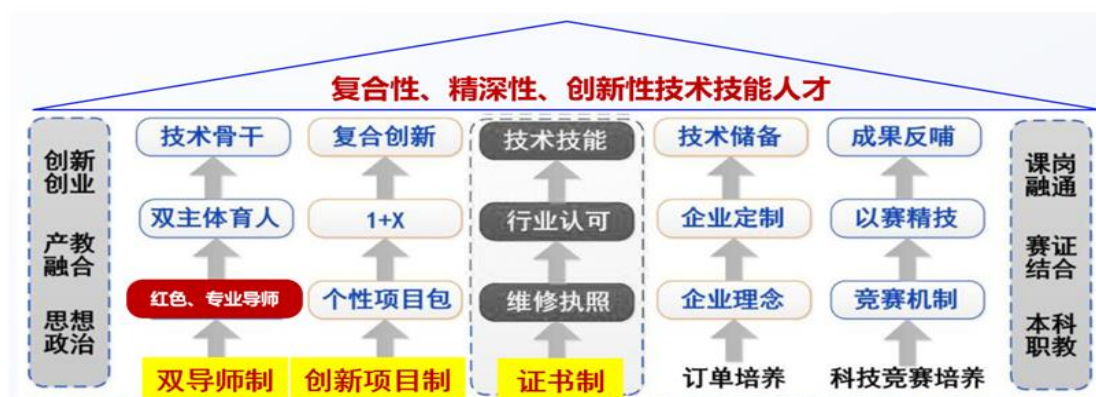 复合性、精深性、创新性技术技能人才
创新
创业
产教
融合
思想
政治
技术骨干
双主体育人
红色、专业导师
双导师制
复合创新
1+X
个性项目包
创新项目制
技术技能
行业认可
维修执照
证书制
技术储备
企业定制
企业理念
订单培养
成果反哺
以赛精技
竞赛机制
科技竞赛培养
课岗
融通
赛证
结合
本科
职教